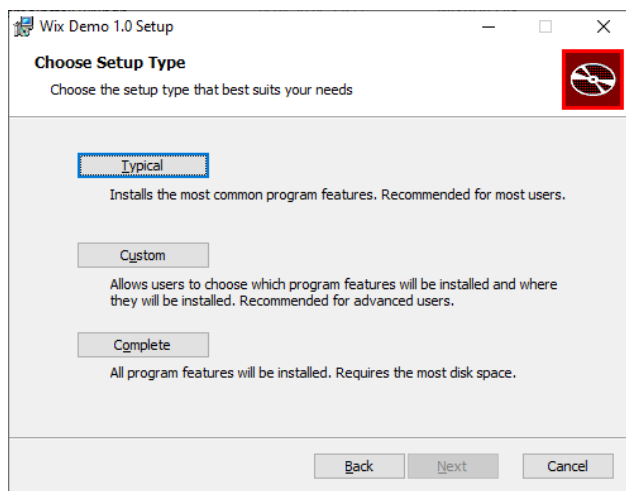 Wix Demo 1.0 Setup
Choose Setup Type
Choose the setup type that best suits your needs
Typical
Installs the most common program features. Recommended for most users.
Custom
Allows users to choose which program features will be installed and where
they will be installed. Recommended for advanced users.
Complete
All program features will be installed. Requires the most disk space.
Back Next Cancel